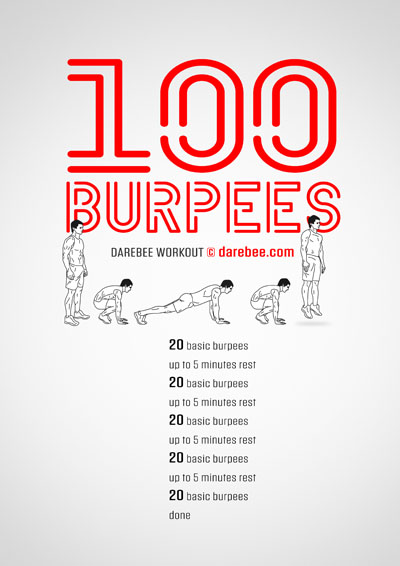 100
BURPEES
DAREBEE WORKOUT © darebee.com
20 basic burpees
up to 5 minutes rest
20 basic burpees
up to 5 minutes rest
20 basic burpees
up to 5 minutes rest
20 basic burpees
up to 5 minutes rest
20 basic burpees
done